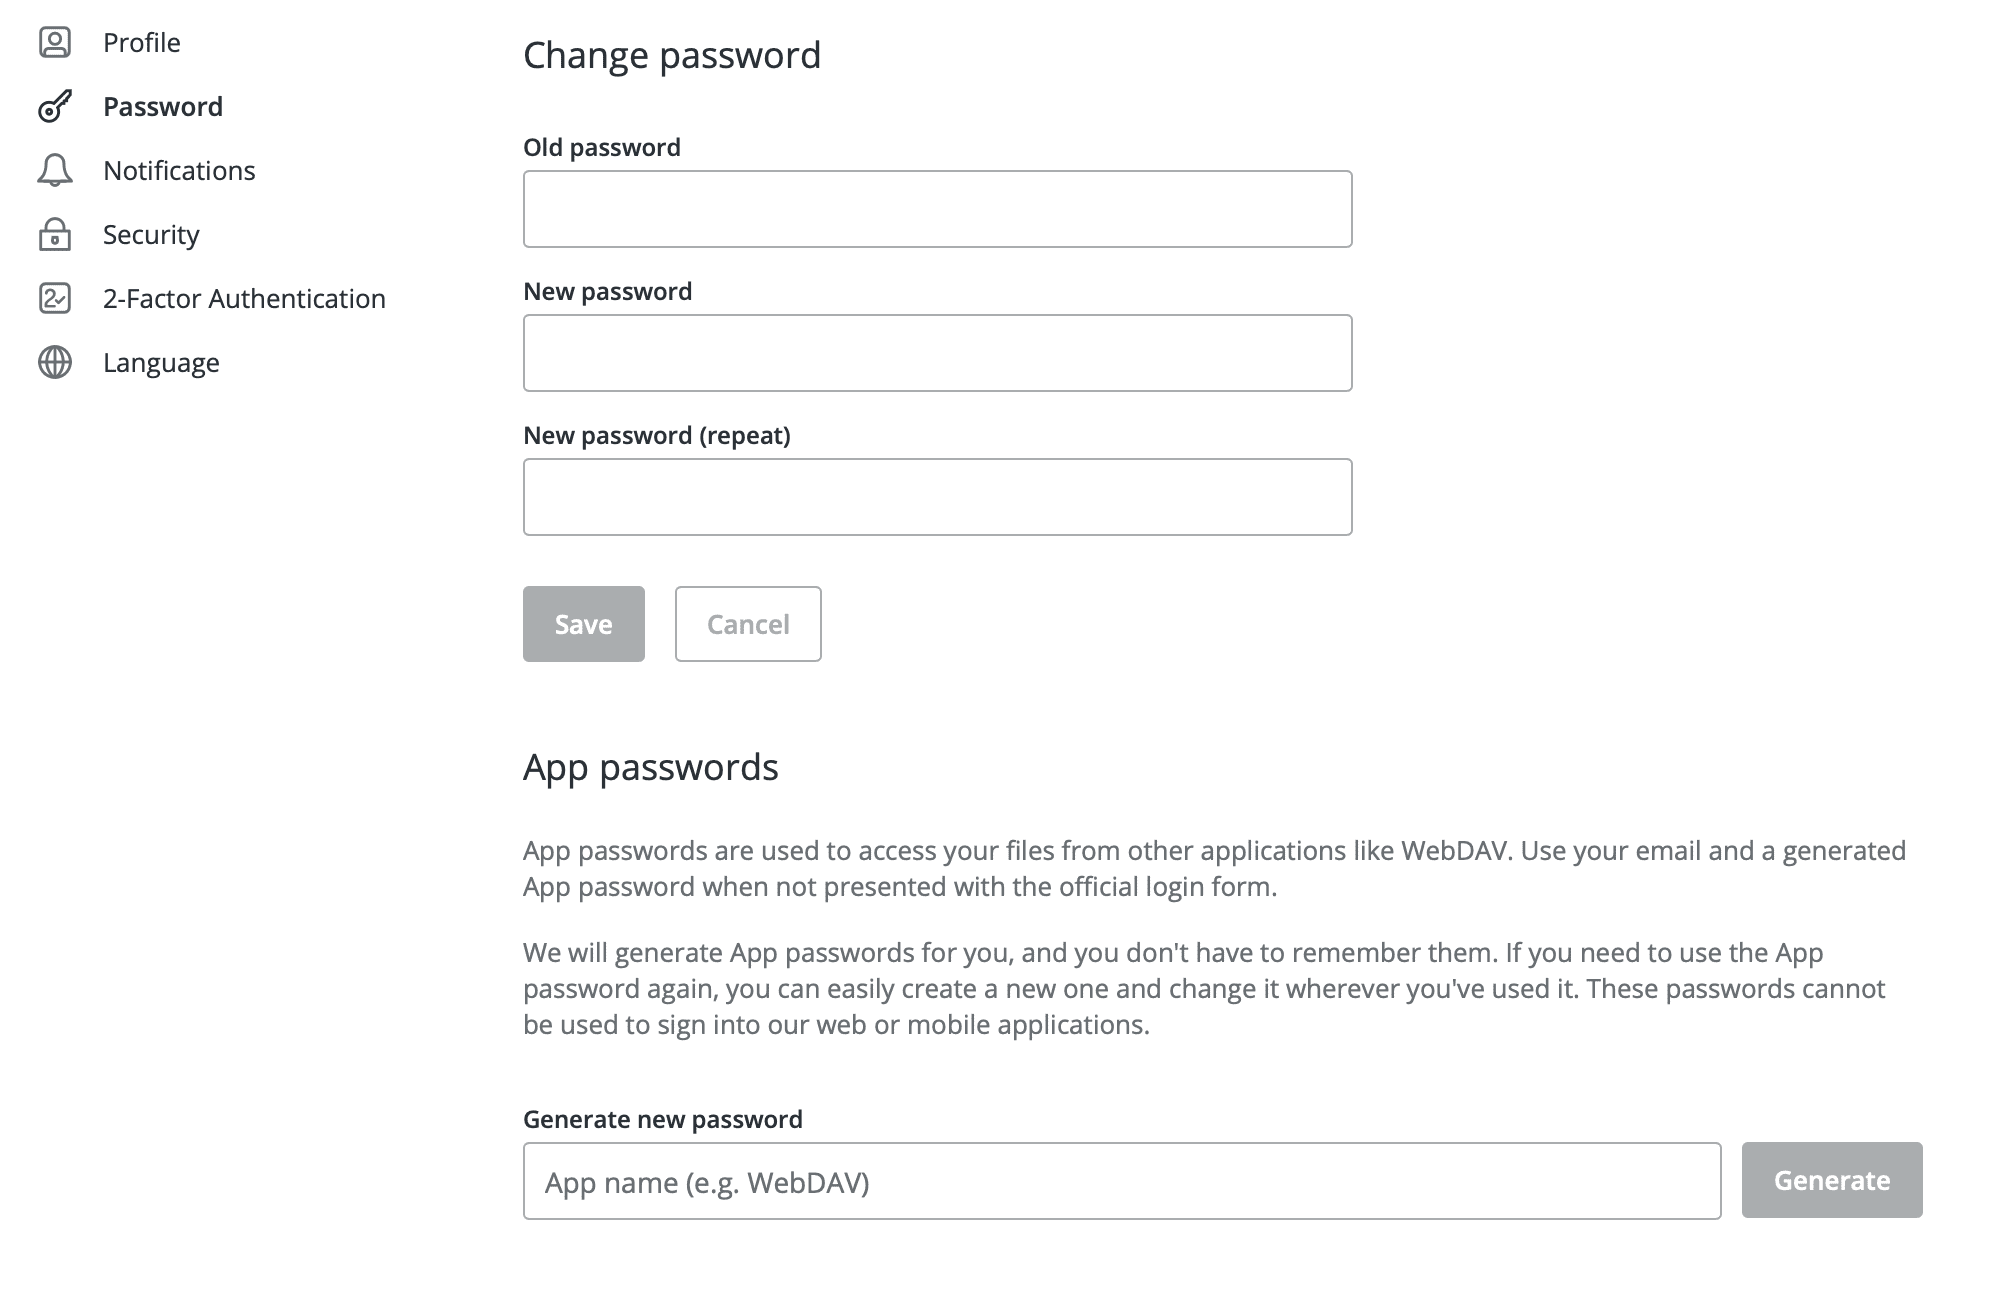 Profile
Password
Notifications
Security
2-Factor Authentication
Language
Change password
Old password
New password
New password (repeat)
Save
Cancel
App passwords
App passwords are used to access your files from other applications like WebDAV. Use your email and a generated
App password when not presented with the official login form.
We will generate App passwords for you, and you don't have to remember them. If you need to use the App
password again, you can easily create a new one and change it wherever you've used it. These passwords cannot
be used to sign into our web or mobile applications.
Generate new password
App name (e.g. WebDAV)
Generate